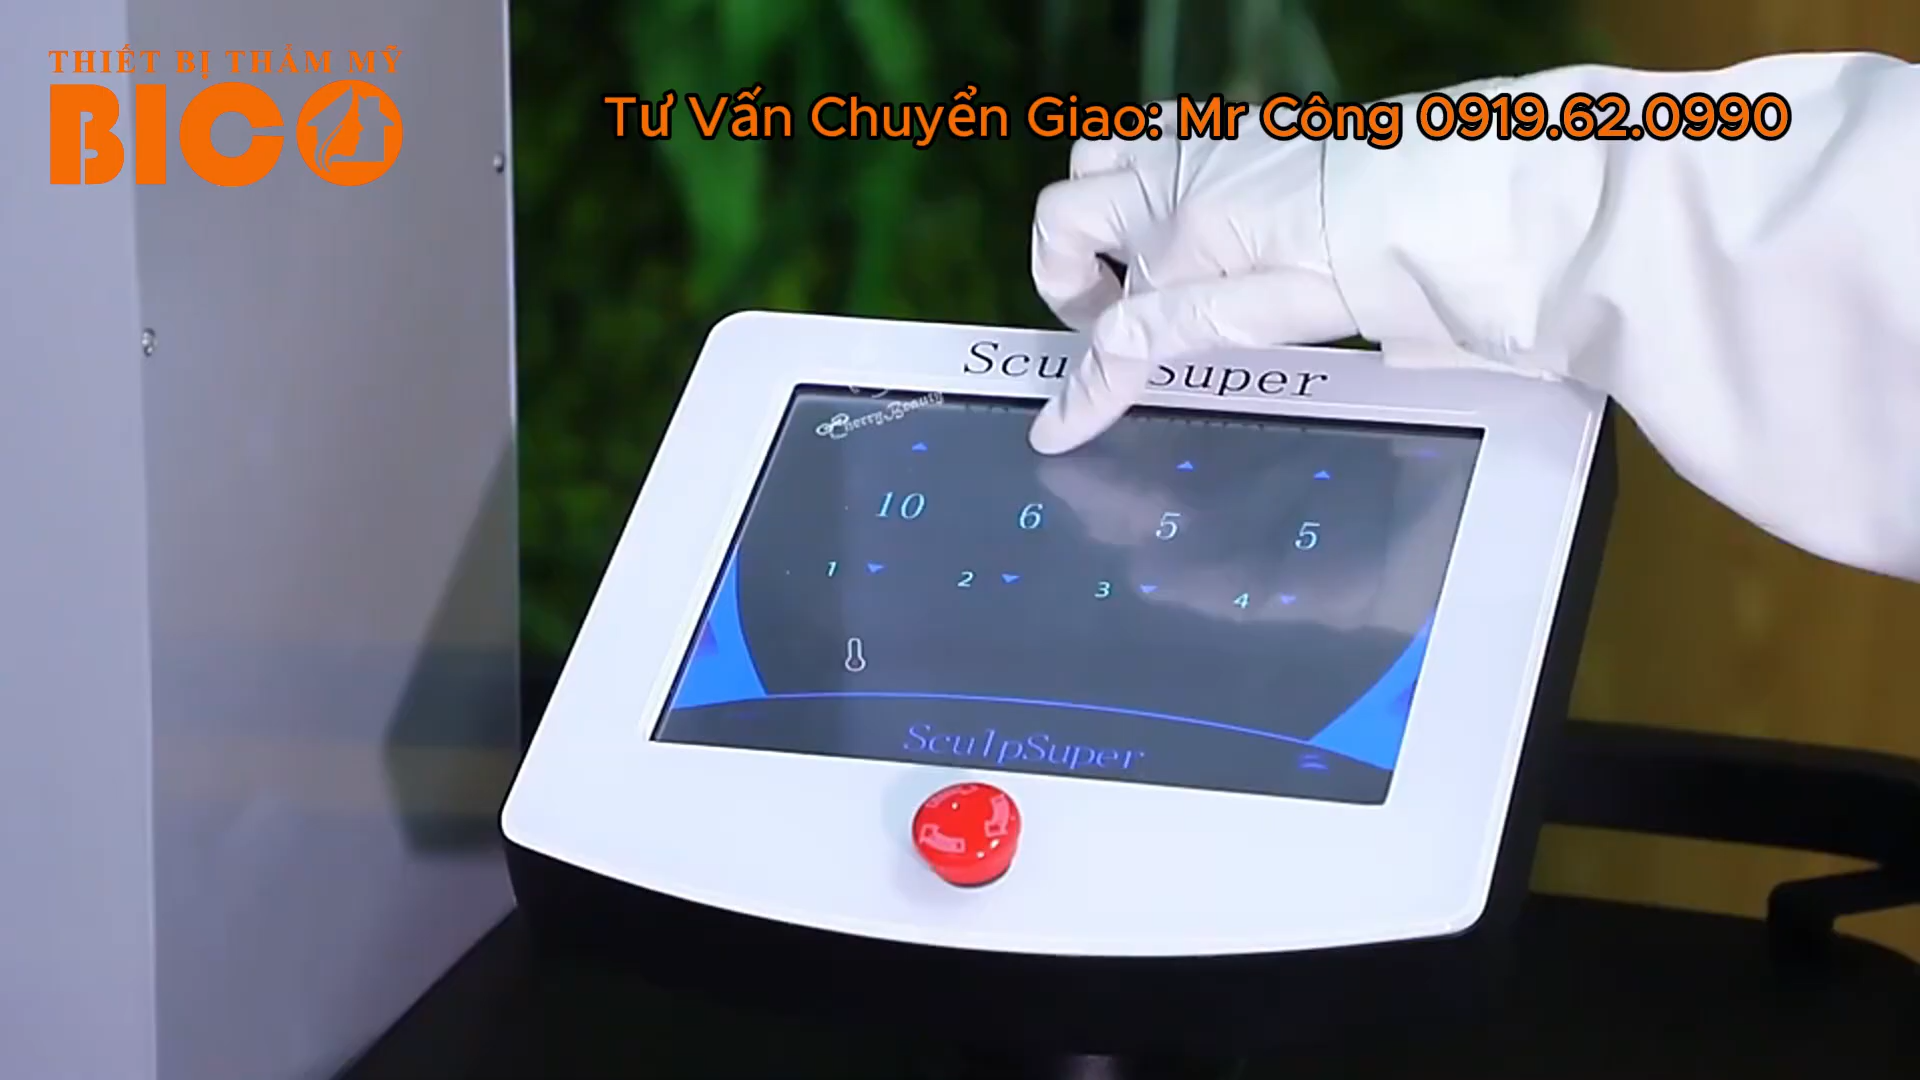 THIẾT BỊ THẨM MỸ
BICO
Tư Vấn Chuyển Giao: Mr Công 0919.62.0990
Scu Super
CherryBeauty
10 6 5 5
1 2 3 4
SculpSuper